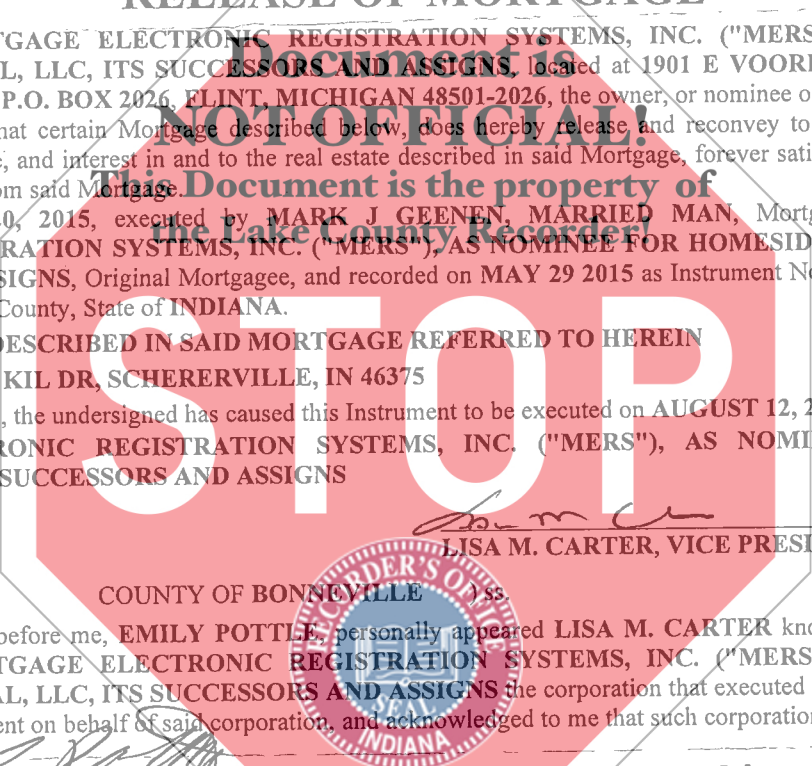 RELEASE OF MORTGAGE
TGAGE ELECTRONIC REGISTRATION SYSTEMS, INC. ("MERS
L, LLC, ITS SUCCESSORS AND ASSIGNS, located at 1901 E VOOR
Document is
P.O. BOX 2026, FLINT, MICHIGAN 48501-2026, the owner, or nominee o
NOT OFFICIAL!
hat certain Mortgage described below, does hereby release and reconvey to
e, and interest in and to the real estate described in said Mortgage, forever sati
om said Mortgage.
This Document is the property of
0, 2015, executed by MARK J GEENEN, MARRIED MAN, Mort
the Lake County Recorder!
RATION SYSTEMS, INC. ("MERS"), AS NOMINEE FOR HOMESID
SIGNS, Original Mortgagee, and recorded on MAY 29 2015 as Instrument N
County, State of INDIANA.
DESCRIBED IN SAID MORTGAGE REFERRED TO HEREIN
KIL DR, SCHERERVILLE, IN 46375
STOP
, the undersigned has caused this Instrument to be executed on AUGUST 12, 2
RONIC REGISTRATION SYSTEMS, INC. ("MERS"), AS NOMI
SUCCESSORS AND ASSIGNS
LISA M. CARTER, VICE PRESI
COUNTY OF BONNEVILLE ) ss.
before me, EMILY POTTLE, personally appeared LISA M. CARTER kno
TGAGE ELECTRONIC REGISTRATION SYSTEMS, INC. ("MERS
AL, LLC, ITS SUCCESSORS AND ASSIGNS the corporation that executed
ent on behalf of said corporation, and acknowledged to me that such corporation
RECORDER'S OFFICE
SEAL
INDIANA